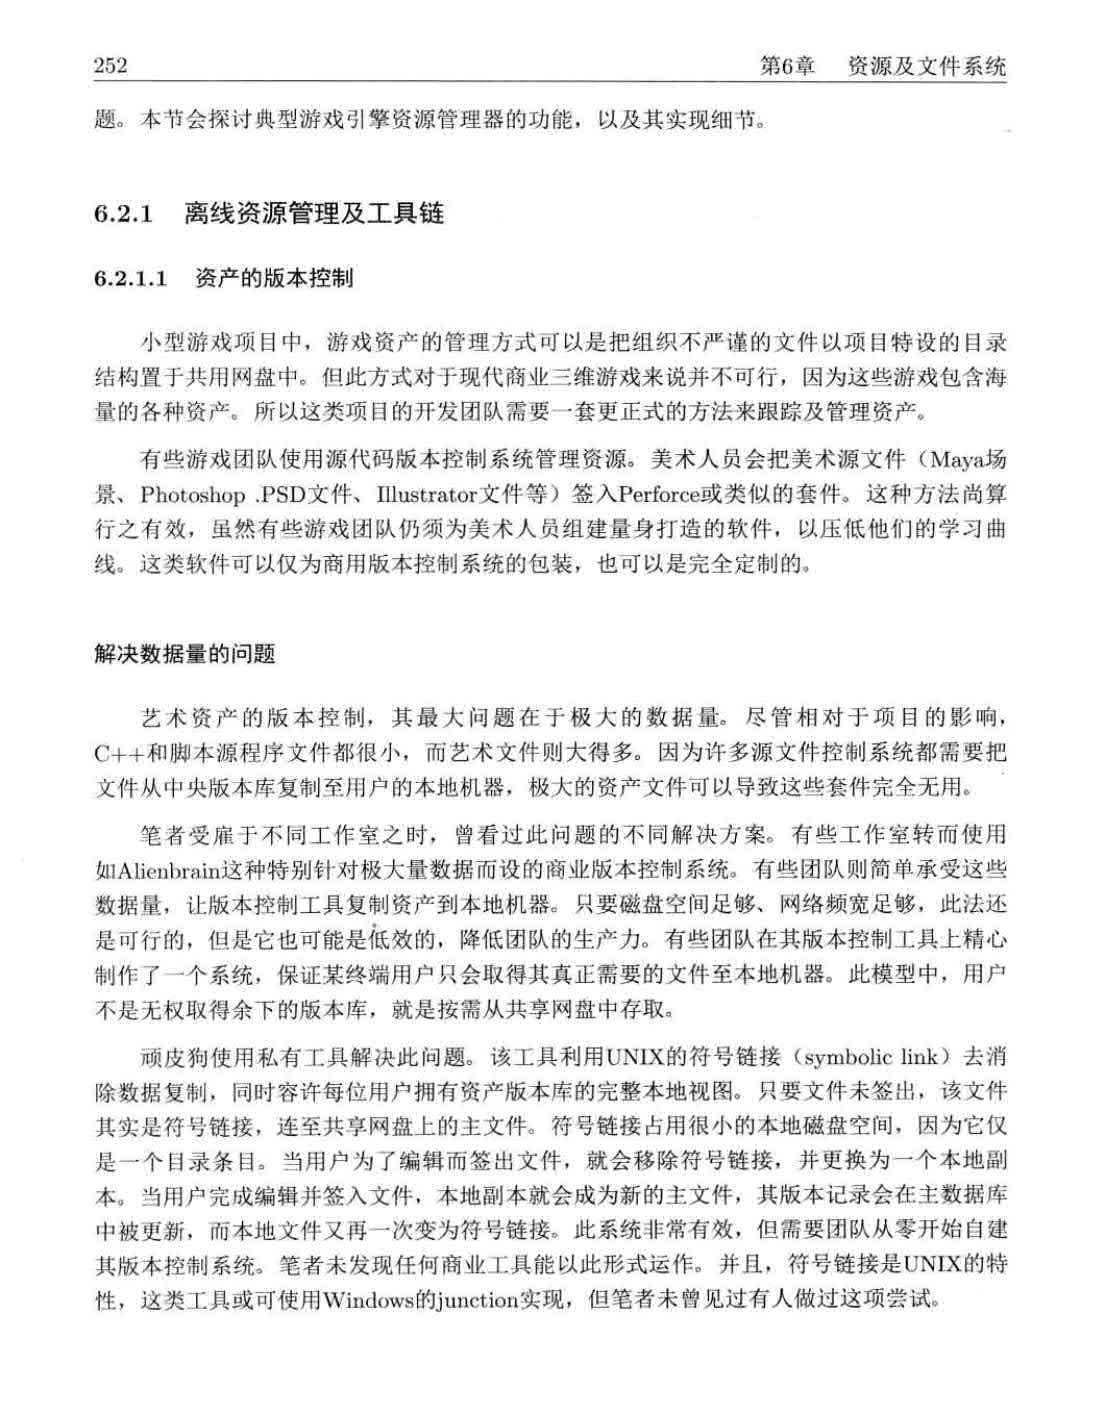 252
第6章 资源及文件系统
题。本节会探讨典型游戏引擎资源管理器的功能，以及其实现细节。
6.2.1 离线资源管理及工具链
6.2.1.1 资产的版本控制
小型游戏项目中，游戏资产的管理方式可以是把组织不严谨的文件以项目特设的目录
结构置于共用网盘中。但此方式对于现代商业三维游戏来说并不可行，因为这些游戏包含海
量的各种资产。所以这类项目的开发团队需要一套更正式的方法来跟踪及管理资产。
有些游戏团队使用源代码版本控制系统管理资源。美术人员会把美术源文件（Maya场
景、Photoshop .PSD文件、Illustrator文件等）签入Perforce或类似的套件。这种方法尚算
行之有效，虽然有些游戏团队仍须为美术人员组建量身打造的软件，以压低他们的学习曲
线。这类软件可以仅为商用版本控制系统的包装，也可以是完全定制的。
解决数据量的问题
艺术资产的版本控制，其最大问题在于极大的数据量。尽管相对于项目的影响，
C++和脚本源程序文件都很小，而艺术文件则大得多。因为许多源文件控制系统都需要把
文件从中央版本库复制至用户的本地机器，极大的资产文件可以导致这些套件完全无用。
笔者受雇于不同工作室之时，曾看过此问题的不同解决方案。有些工作室转而使用
如Alienbrain这种特别针对极大量数据而设的商业版本控制系统。有些团队则简单承受这些
数据量，让版本控制工具复制资产到本地机器。只要磁盘空间足够、网络频宽足够，此法还
是可行的，但是它也可能是低效的，降低团队的生产力。有些团队在其版本控制工具上精心
制作了一个系统，保证某终端用户只会取得其真正需要的文件至本地机器。此模型中，用户
不是无权取得余下的版本库，就是按需从共享网盘中存取。
顽皮狗使用私有工具解决此问题。该工具利用UNIX的符号链接（symbolic link）去消
除数据复制，同时容许每位用户拥有资产版本库的完整本地视图。只要文件未签出，该文件
其实是符号链接，连至共享网盘上的主文件。符号链接占用很小的本地磁盘空间，因为它仅
是一个目录条目。当用户为了编辑而签出文件，就会移除符号链接，并更换为一个本地副
本。当用户完成编辑并签入文件，本地副本就会成为新的主文件，其版本记录会在主数据库
中被更新，而本地文件又再一次变为符号链接。此系统非常有效，但需要团队从零开始自建
其版本控制系统。笔者未发现任何商业工具能以此形式运作。并且，符号链接是UNIX的特
性，这类工具或可使用Windows的junction实现，但笔者未曾见过有人做过这项尝试。